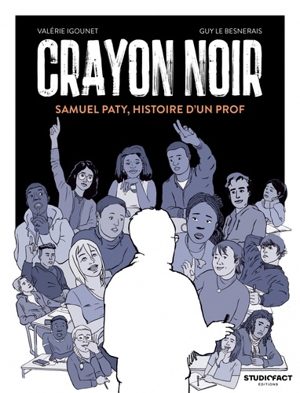 VALÉRIE IGOUNET
GUY LE BESNERAIS
CRAYON NOIR
SAMUEL PATY, HISTOIRE D'UN PROF
STUDIOFACT
ÉDITIONS